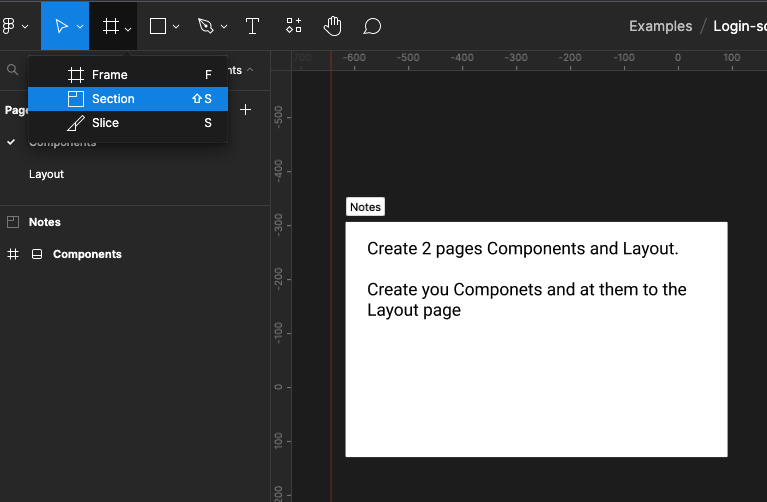 Examples / Login-sc
nts
Frame F
Section ⇧ S
Slice S
Pag
Components
Layout
Notes
Components
-700 -600 -500 -400 -300 -200 -100 0 100
-500
-400
-300
-200
-100
0
100
200
Notes
Create 2 pages Components and Layout.
Create you Componets and at them to the
Layout page